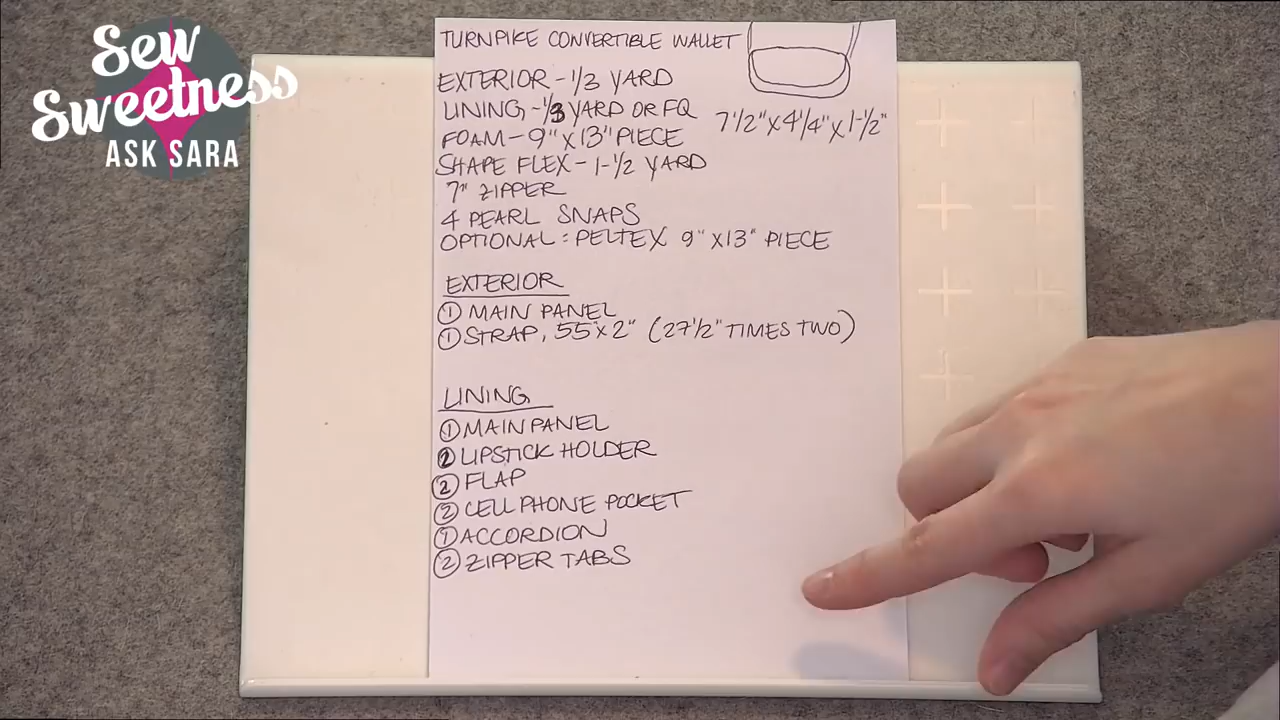 Sew
Sweetness
ASK SARA
TURNPIKE CONVERTIBLE WALLET
EXTERIOR - 1/3 YARD
LINING - 1/3 YARD OR FQ
7 1/2" X 4 1/4" X 1-1/2"
FOAM - 9" X 13" PIECE
SHAPE FLEX - 1-1/2 YARD
7" ZIPPER
4 PEARL SNAPS
OPTIONAL: PELTEX 9" X 13" PIECE
EXTERIOR
① MAIN PANEL
① STRAP, 55" X 2" (27 1/2" TIMES TWO)
LINING
① MAIN PANEL
② LIPSTICK HOLDER
② FLAP
② CELL PHONE POCKET
① ACCORDION
② ZIPPER TABS